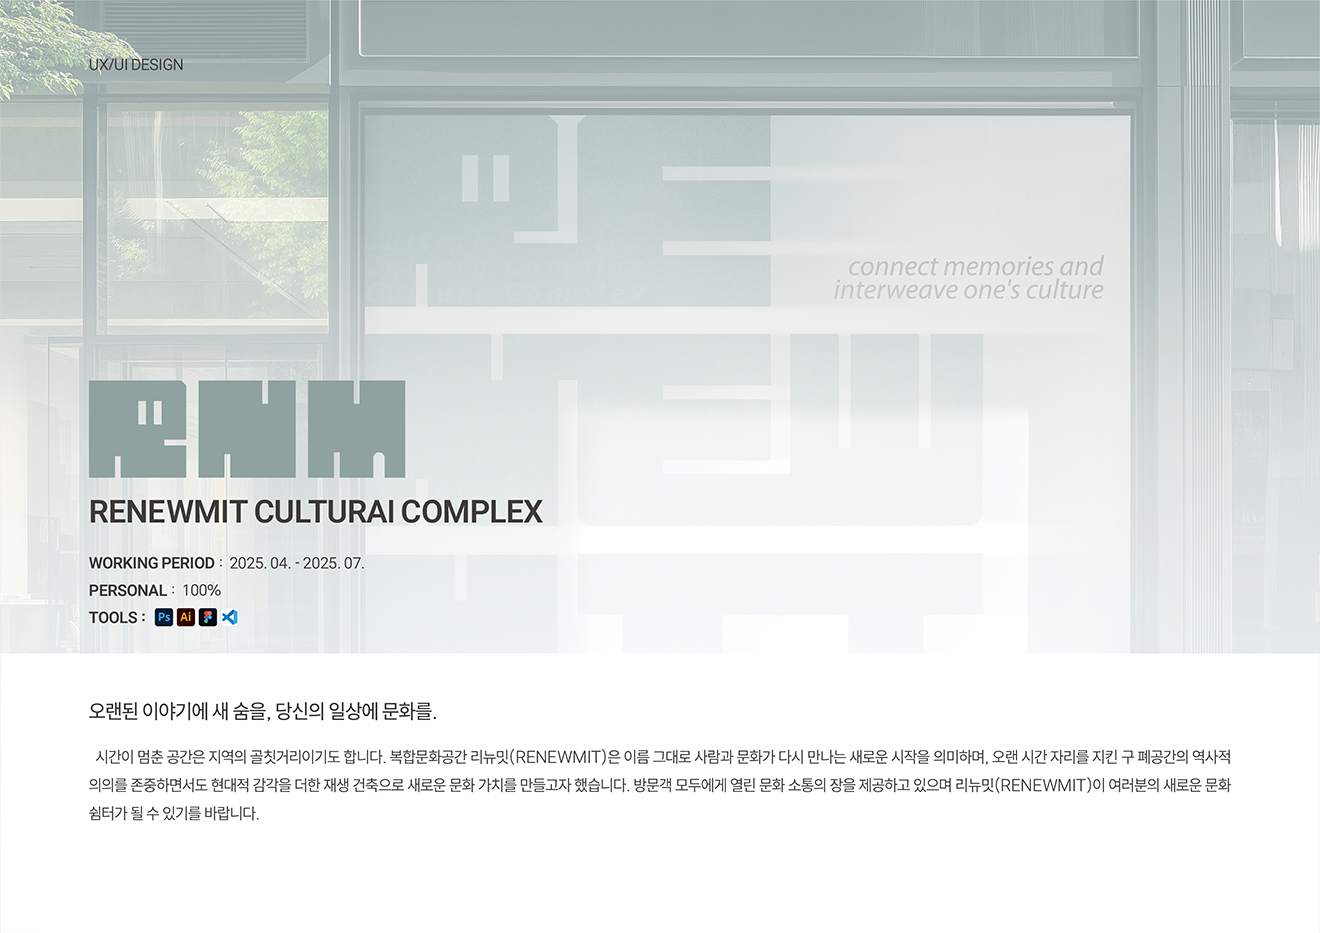 UX/UI DESIGN
connect memories and
interweave one's culture
RNM
RENEWMIT CULTURAl COMPLEX
WORKING PERIOD : 2025. 04. - 2025. 07.
PERSONAL : 100%
TOOLS : Ps Ai
오랜된 이야기에 새 숨을, 당신의 일상에 문화를.
시간이 멈춘 공간은 지역의 골칫거리이기도 합니다. 복합문화공간 리뉴밋(RENEWMIT)은 이름 그대로 사람과 문화가 다시 만나는 새로운 시작을 의미하며, 오랜 시간 자리를 지킨 구 폐공간의 역사적
의의를 존중하면서도 현대적 감각을 더한 재생 건축으로 새로운 문화 가치를 만들고자 했습니다. 방문객 모두에게 열린 문화 소통의 장을 제공하고 있으며 리뉴밋(RENEWMIT)이 여러분의 새로운 문화
쉼터가 될 수 있기를 바랍니다.